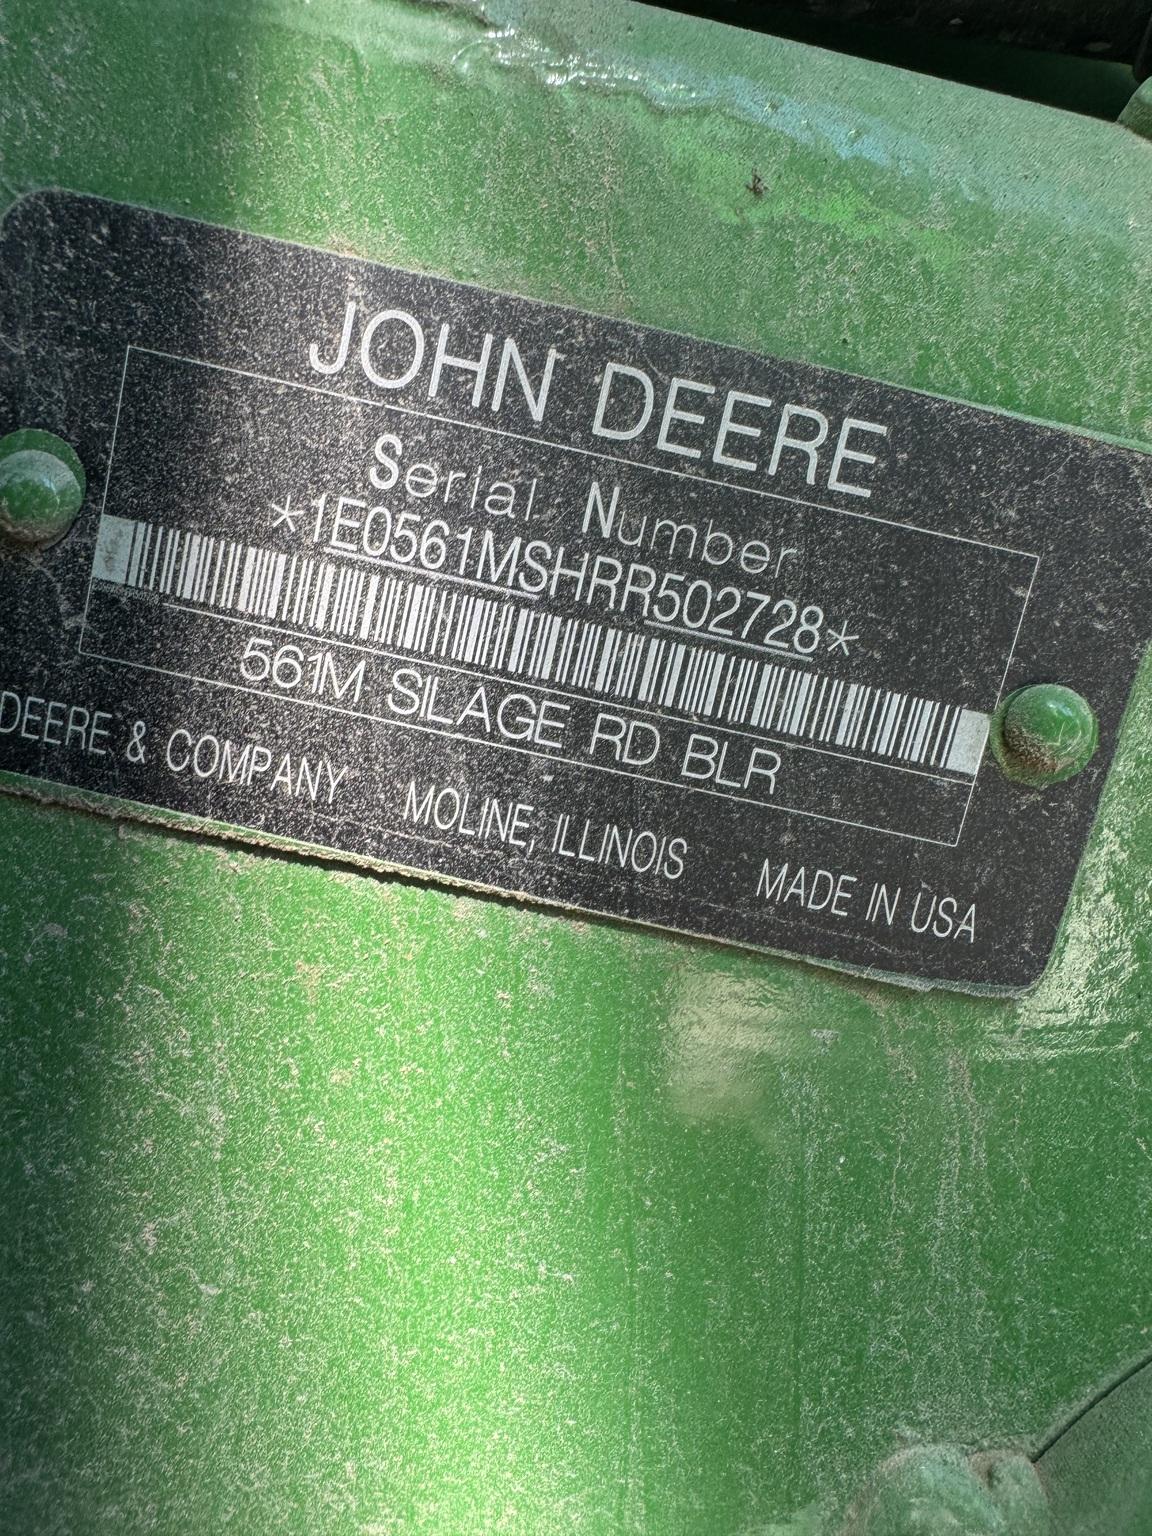 JOHN DEERE
Serial Number
*1E0561MSHRR502728*
561M SILAGE RD BLR
DEERE & COMPANY MOLINE, ILLINOIS MADE IN USA